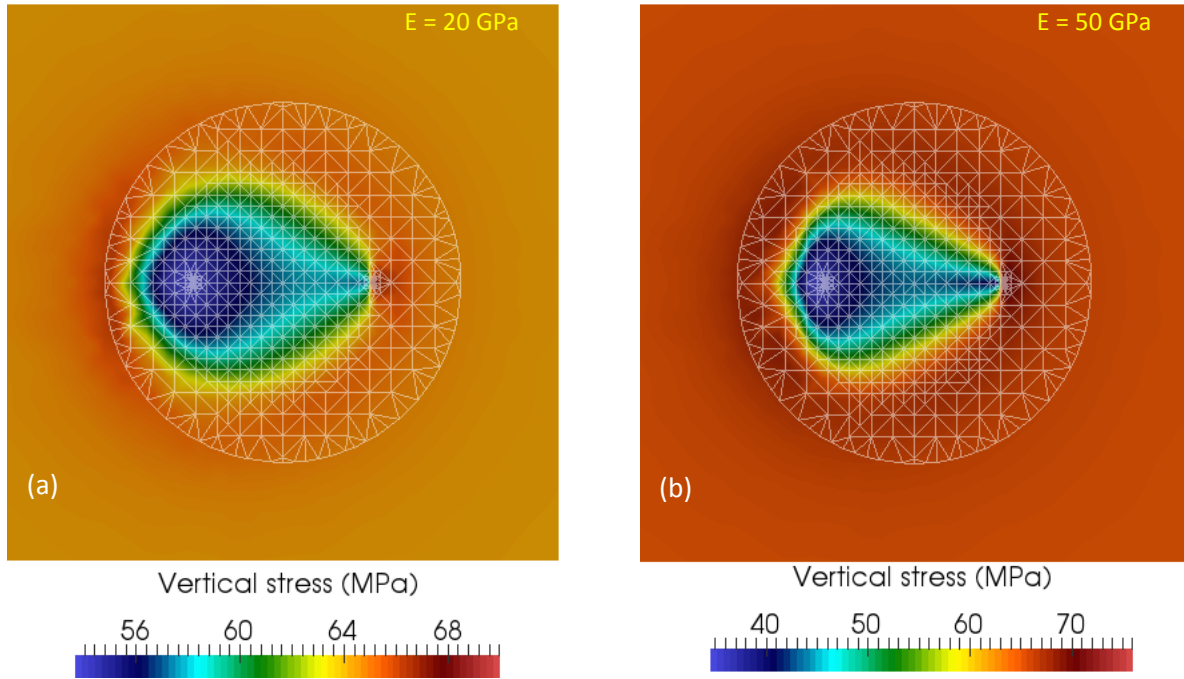 E = 20 GPa
(a)
Vertical stress (MPa)
56 60 64 68
E = 50 GPa
(b)
Vertical stress (MPa)
40 50 60 70